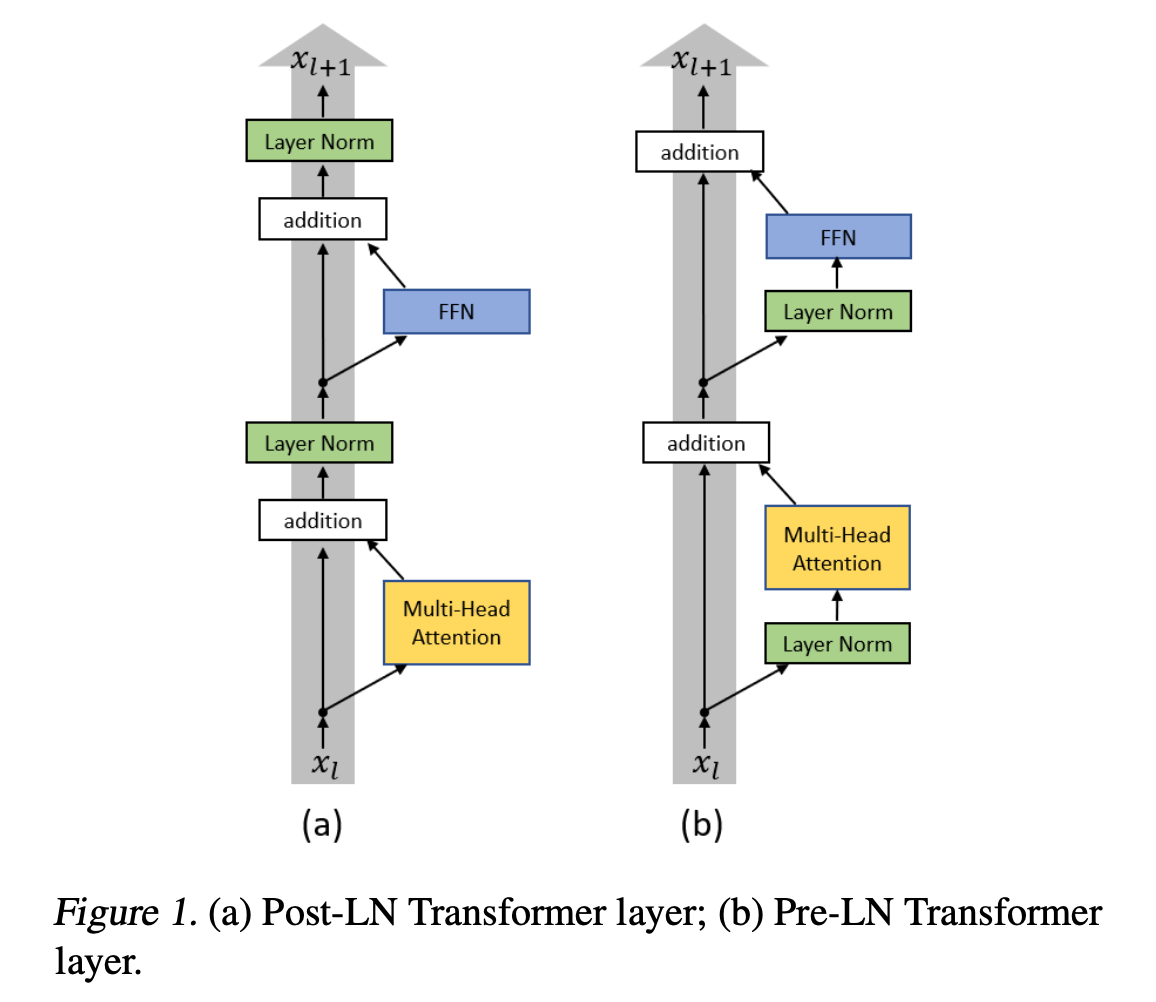 x_{l+1}
Layer Norm
addition
FFN
Layer Norm
addition
Multi-Head
Attention
x_l
(a)
x_{l+1}
addition
FFN
Layer Norm
addition
Multi-Head
Attention
Layer Norm
x_l
(b)
Figure 1. (a) Post-LN Transformer layer; (b) Pre-LN Transformer
layer.